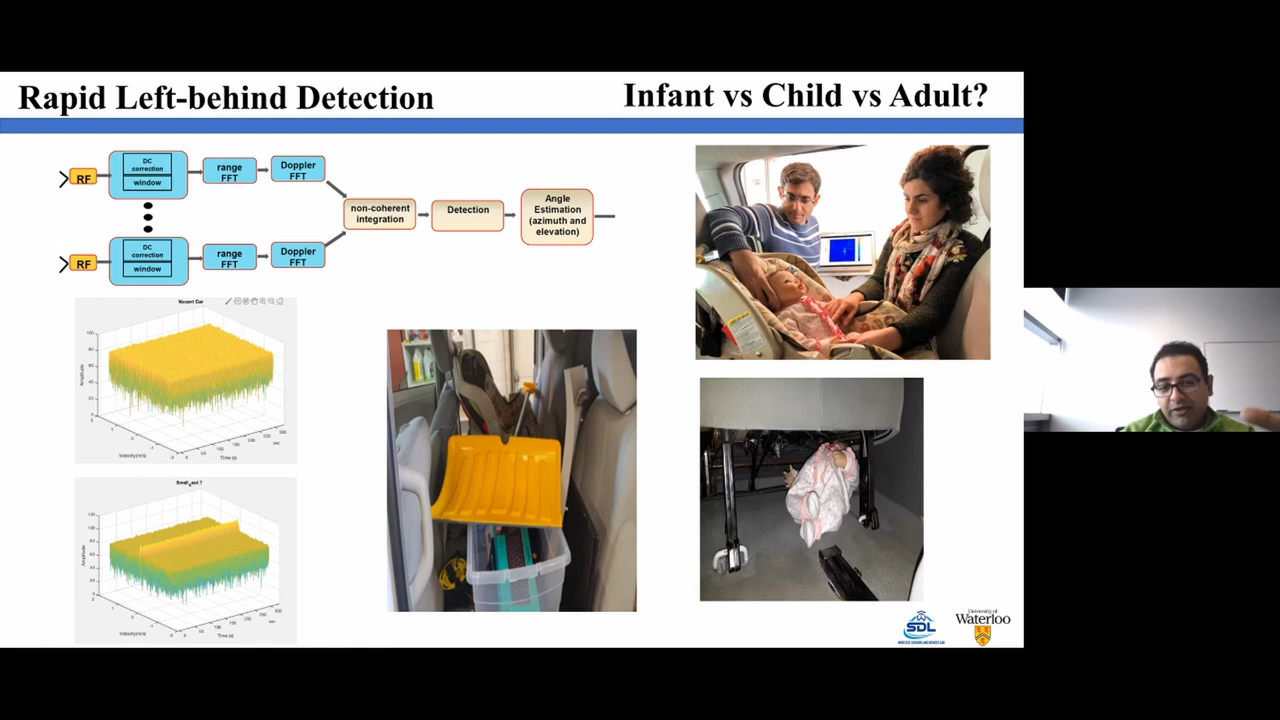 Rapid Left-behind Detection
Infant vs Child vs Adult?
RF
DC
correction
window
range
FFT
Doppler
FFT
non-coherent
integration
Detection
Angle
Estimation
(azimuth and
elevation)
RF
DC
correction
window
range
FFT
Doppler
FFT
Vacant Car
Amplitude
Velocity(m/s)
Time (s)
Amplitude
Velocity(m/s)
Time (s)
SDL
University of
Waterloo